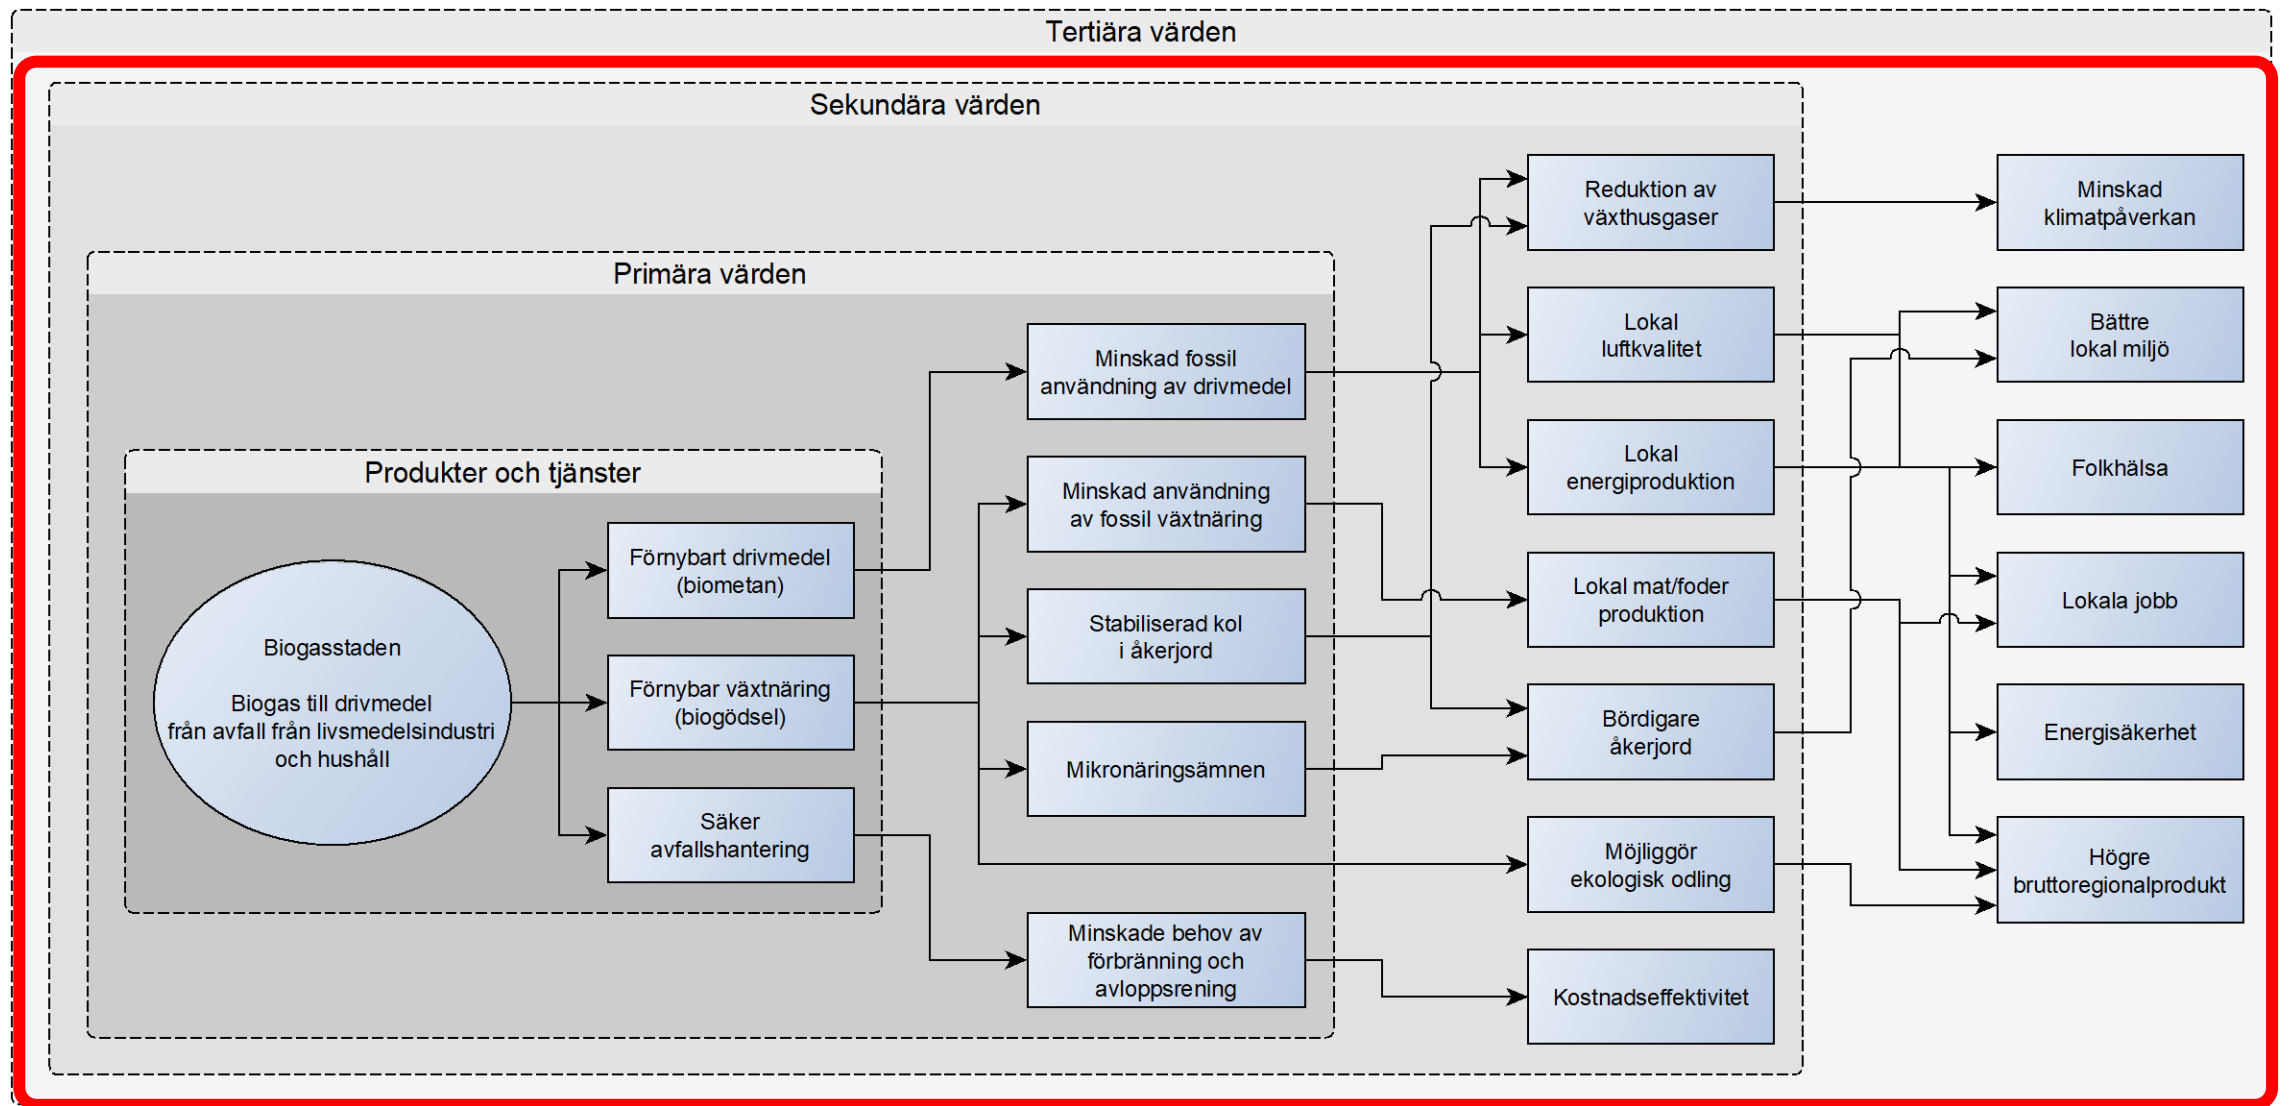 Tertiära värden
Sekundära värden
Primära värden
Produkter och tjänster
Biogasstaden
Biogas till drivmedel
från avfall från livsmedelsindustri
och hushåll
Förnybart drivmedel
(biometan)
Förnybar växtnäring
(biogödsel)
Säker
avfallshantering
Minskad fossil
användning av drivmedel
Minskad användning
av fossil växtnäring
Stabiliserad kol
i åkerjord
Mikronäringsämnen
Minskade behov av
förbränning och
avloppsrening
Reduktion av
växthusgaser
Lokal
luftkvalitet
Lokal
energiproduktion
Lokal mat/foder
produktion
Bördigare
åkerjord
Möjliggör
ekologisk odling
Kostnadseffektivitet
Minskad
klimatpåverkan
Bättre
lokal miljö
Folkhälsa
Lokala jobb
Energisäkerhet
Högre
bruttoregionalprodukt